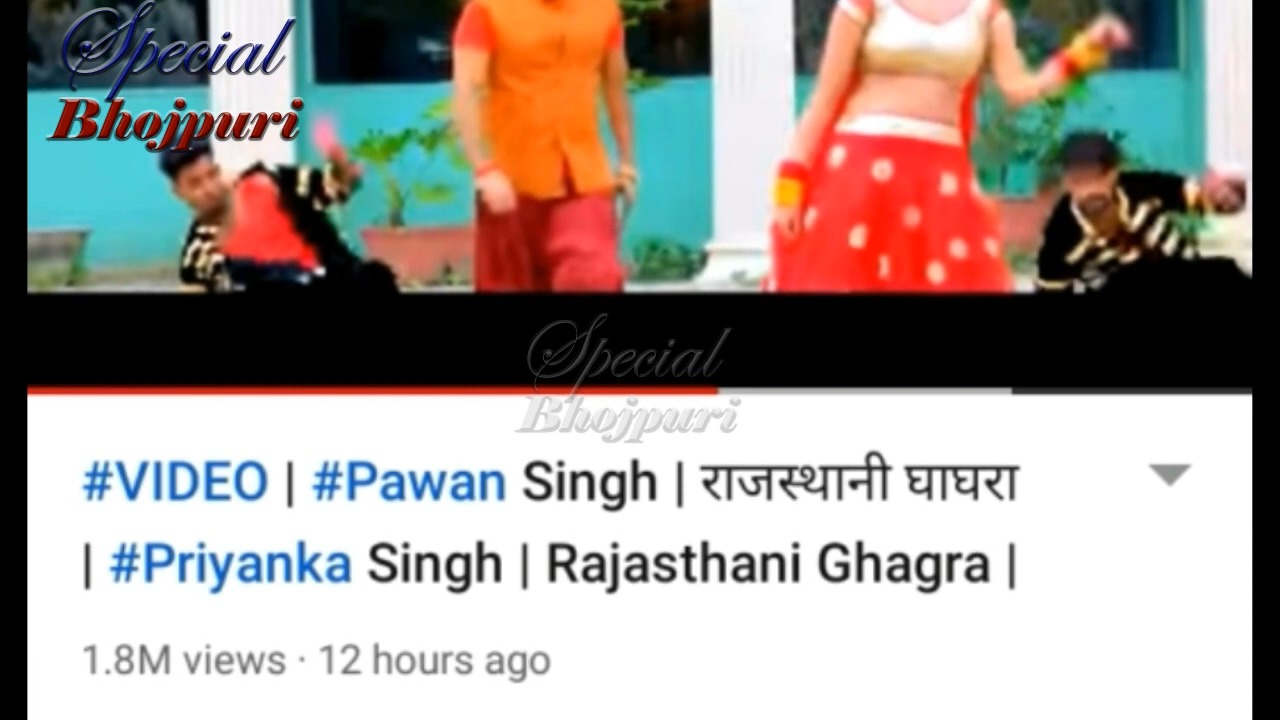 Special
Bhojpuri
Special
Bhojpuri
#VIDEO | #Pawan Singh | राजस्थानी घाघरा
| #Priyanka Singh | Rajasthani Ghagra |
1.8M views · 12 hours ago